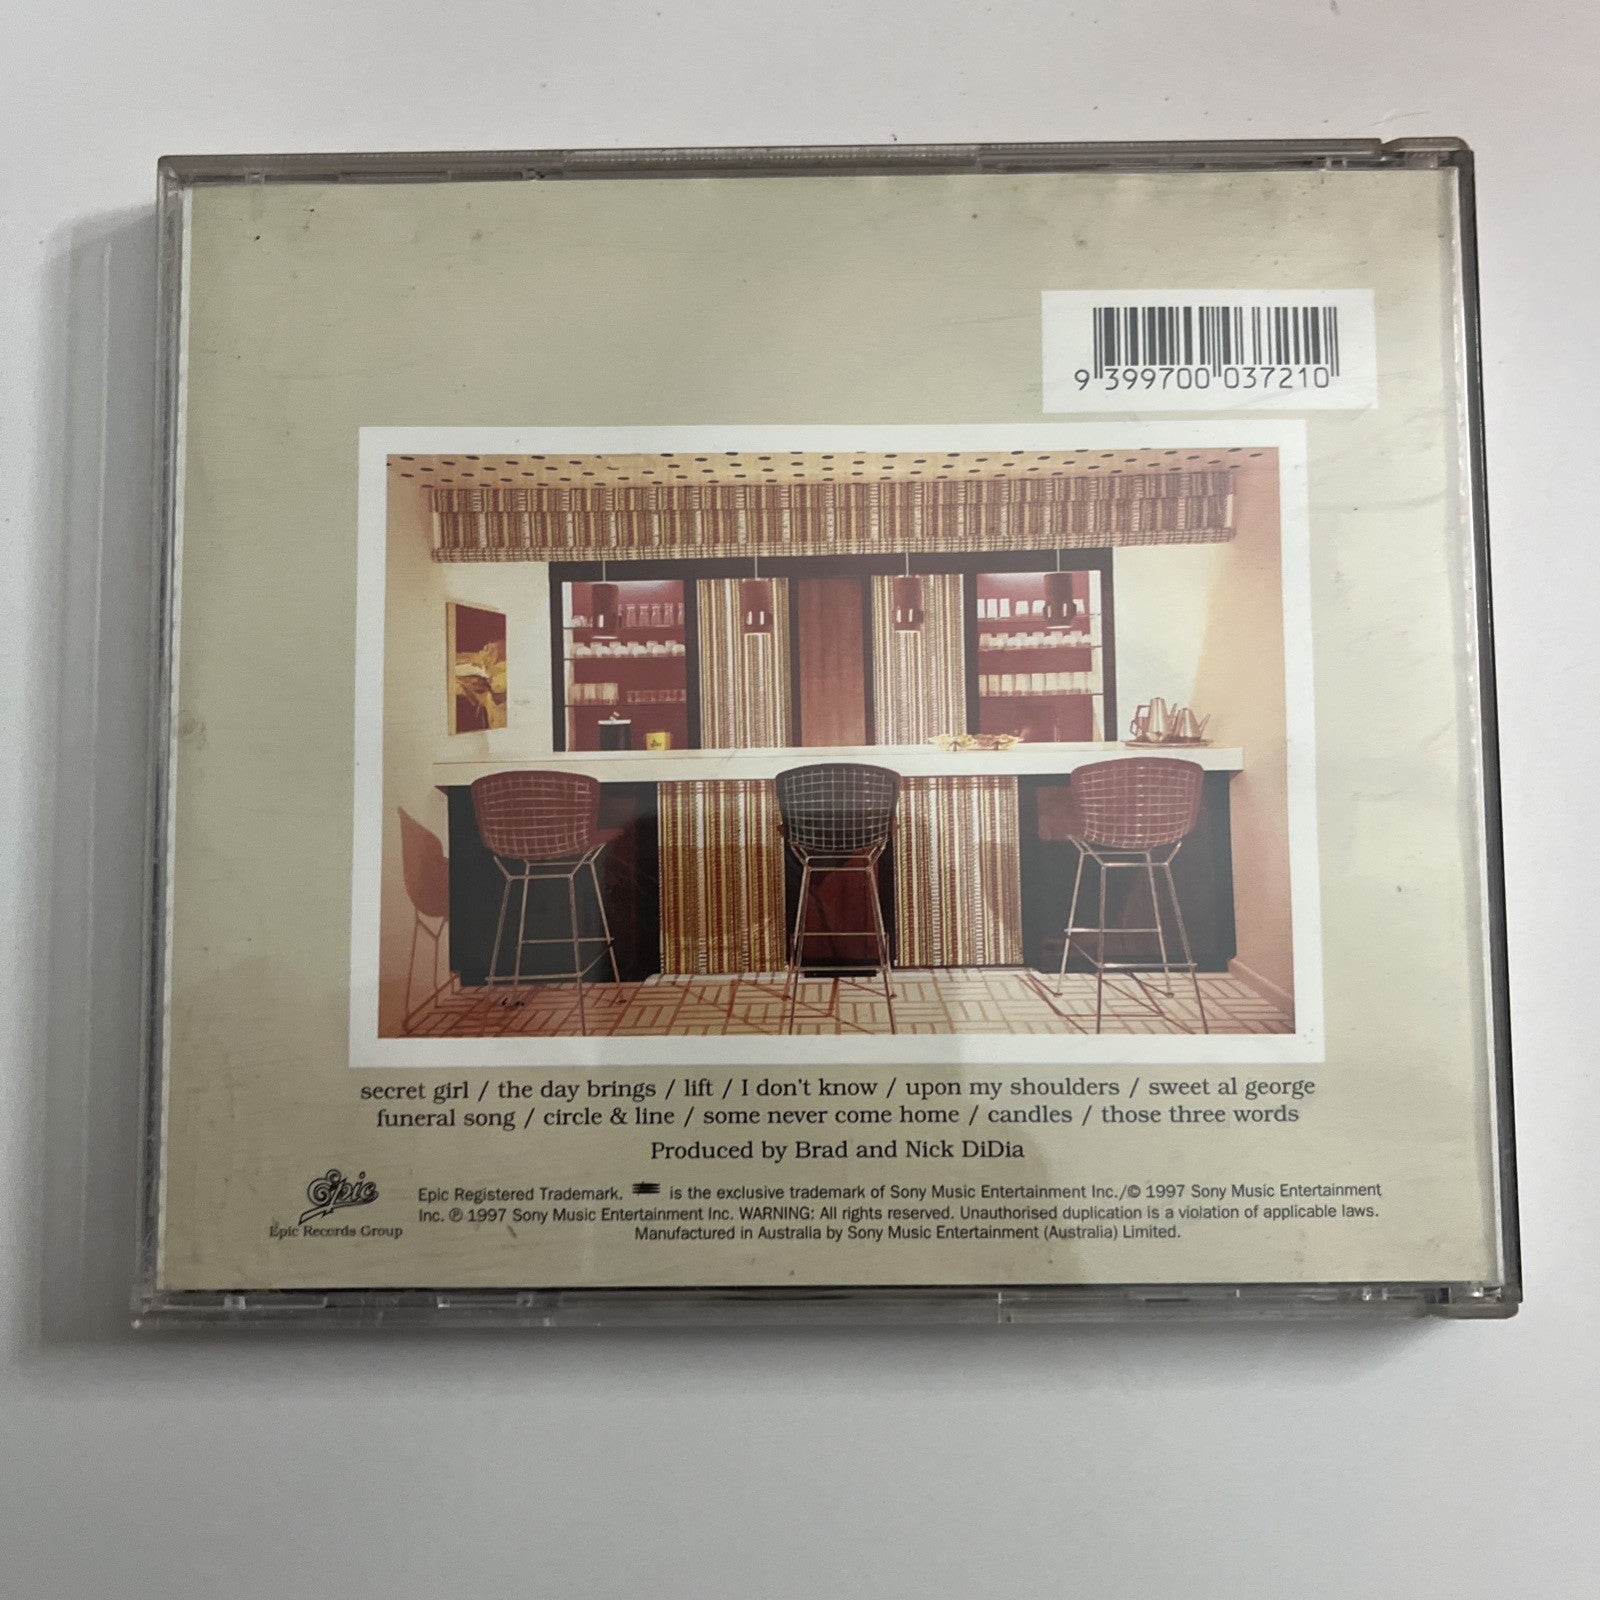 9 399700 037210
secret girl / the day brings / lift / I don't know / upon my shoulders / sweet al george
funeral song / circle & line / some never come home / candles / those three words
Produced by Brad and Nick DiDia
Epic
Epic Records Group
Epic Registered Trademark. is the exclusive trademark of Sony Music Entertainment Inc./© 1997 Sony Music Entertainment
Inc. ℗ 1997 Sony Music Entertainment Inc. WARNING: All rights reserved. Unauthorised duplication is a violation of applicable laws.
Manufactured in Australia by Sony Music Entertainment (Australia) Limited.